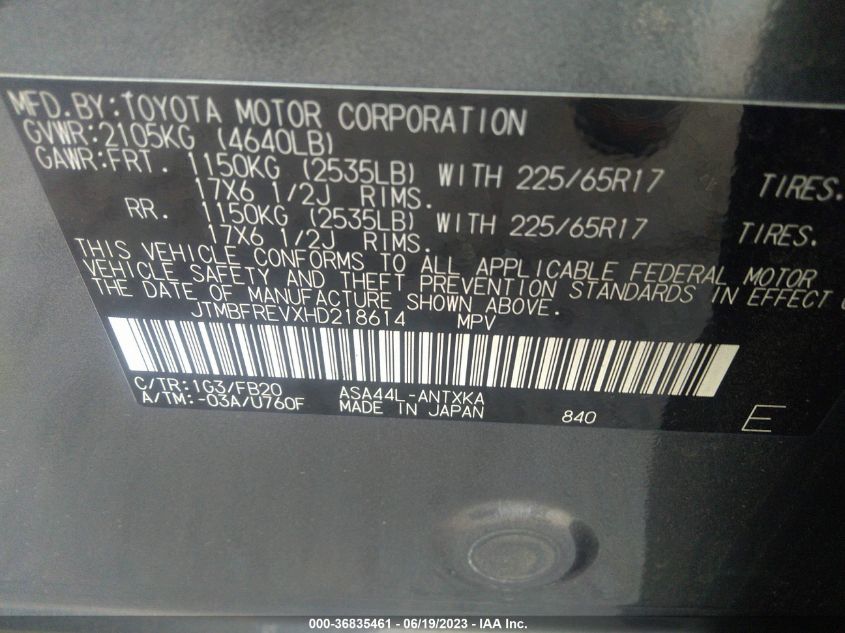 MFD.BY:TOYOTA MOTOR CORPORATION
GVWR:2105KG (4640LB)
GAWR:FRT. 1150KG (2535LB) WITH 225/65R17 TIRES.
17X6 1/2J RIMS.
RR. 1150KG (2535LB) WITH 225/65R17 TIRES.
17X6 1/2J RIMS.
THIS VEHICLE CONFORMS TO ALL APPLICABLE FEDERAL MOTOR
VEHICLE SAFETY AND THEFT PREVENTION STANDARDS IN EFFECT
THE DATE OF MANUFACTURE SHOWN ABOVE.
JTMBFREVXHD218614 MPV
C/TR:1G3/FB20 ASA44L-ANTXKA
A/TM:-03A/U760F MADE IN JAPAN 840 E
000-36835461 - 06/19/2023 - IAA Inc.